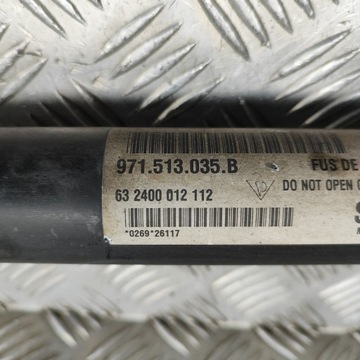 971.513.035.B
FUS DE
DO NOT OPEN
63 2400 012 112
S
*0269*26117